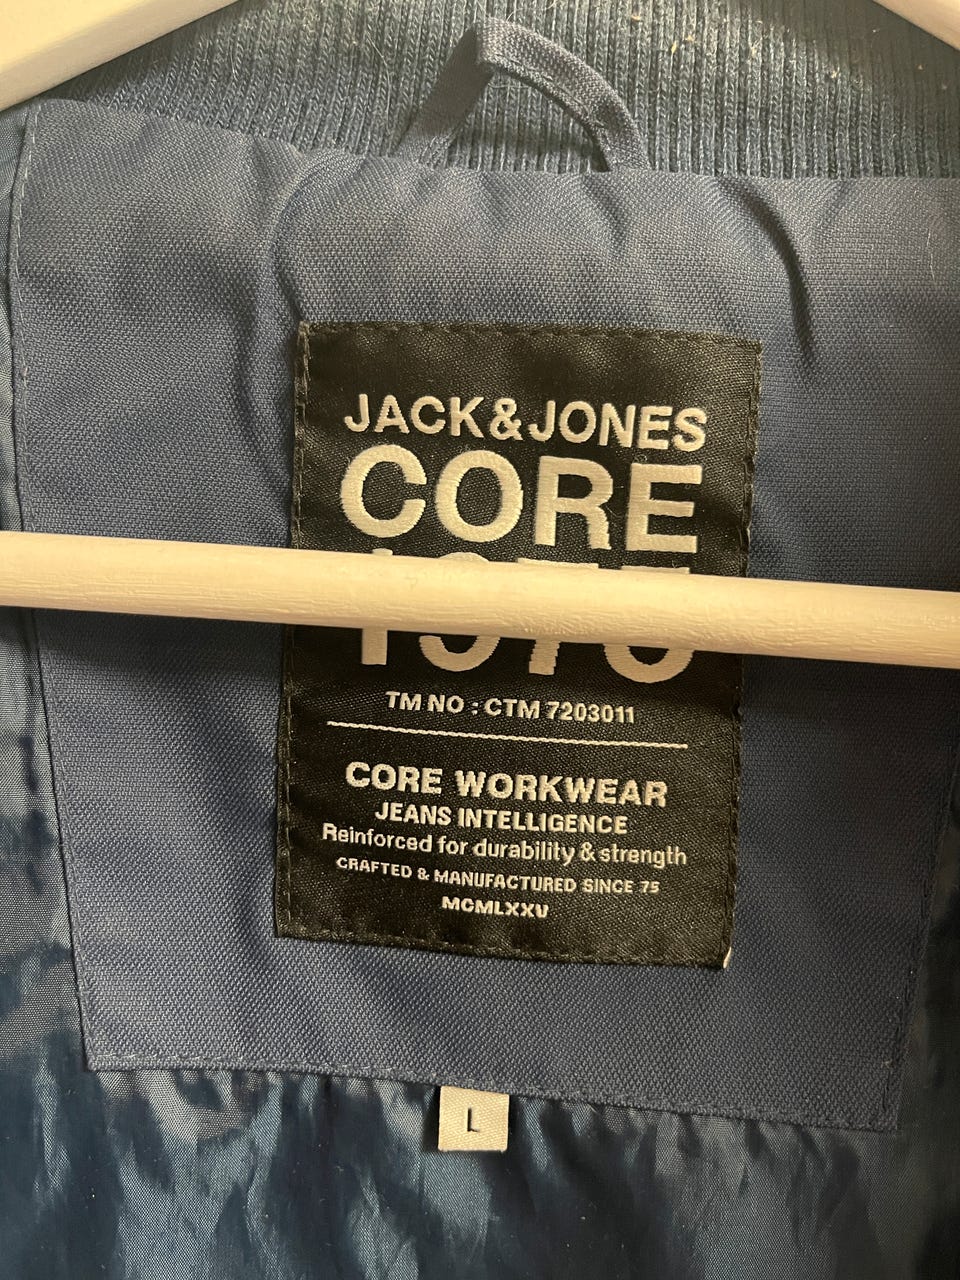 JACK&JONES
CORE
1975
TM NO : CTM 7203011
CORE WORKWEAR
JEANS INTELLIGENCE
Reinforced for durability & strength
CRAFTED & MANUFACTURED SINCE 75
MCMLXXV
L